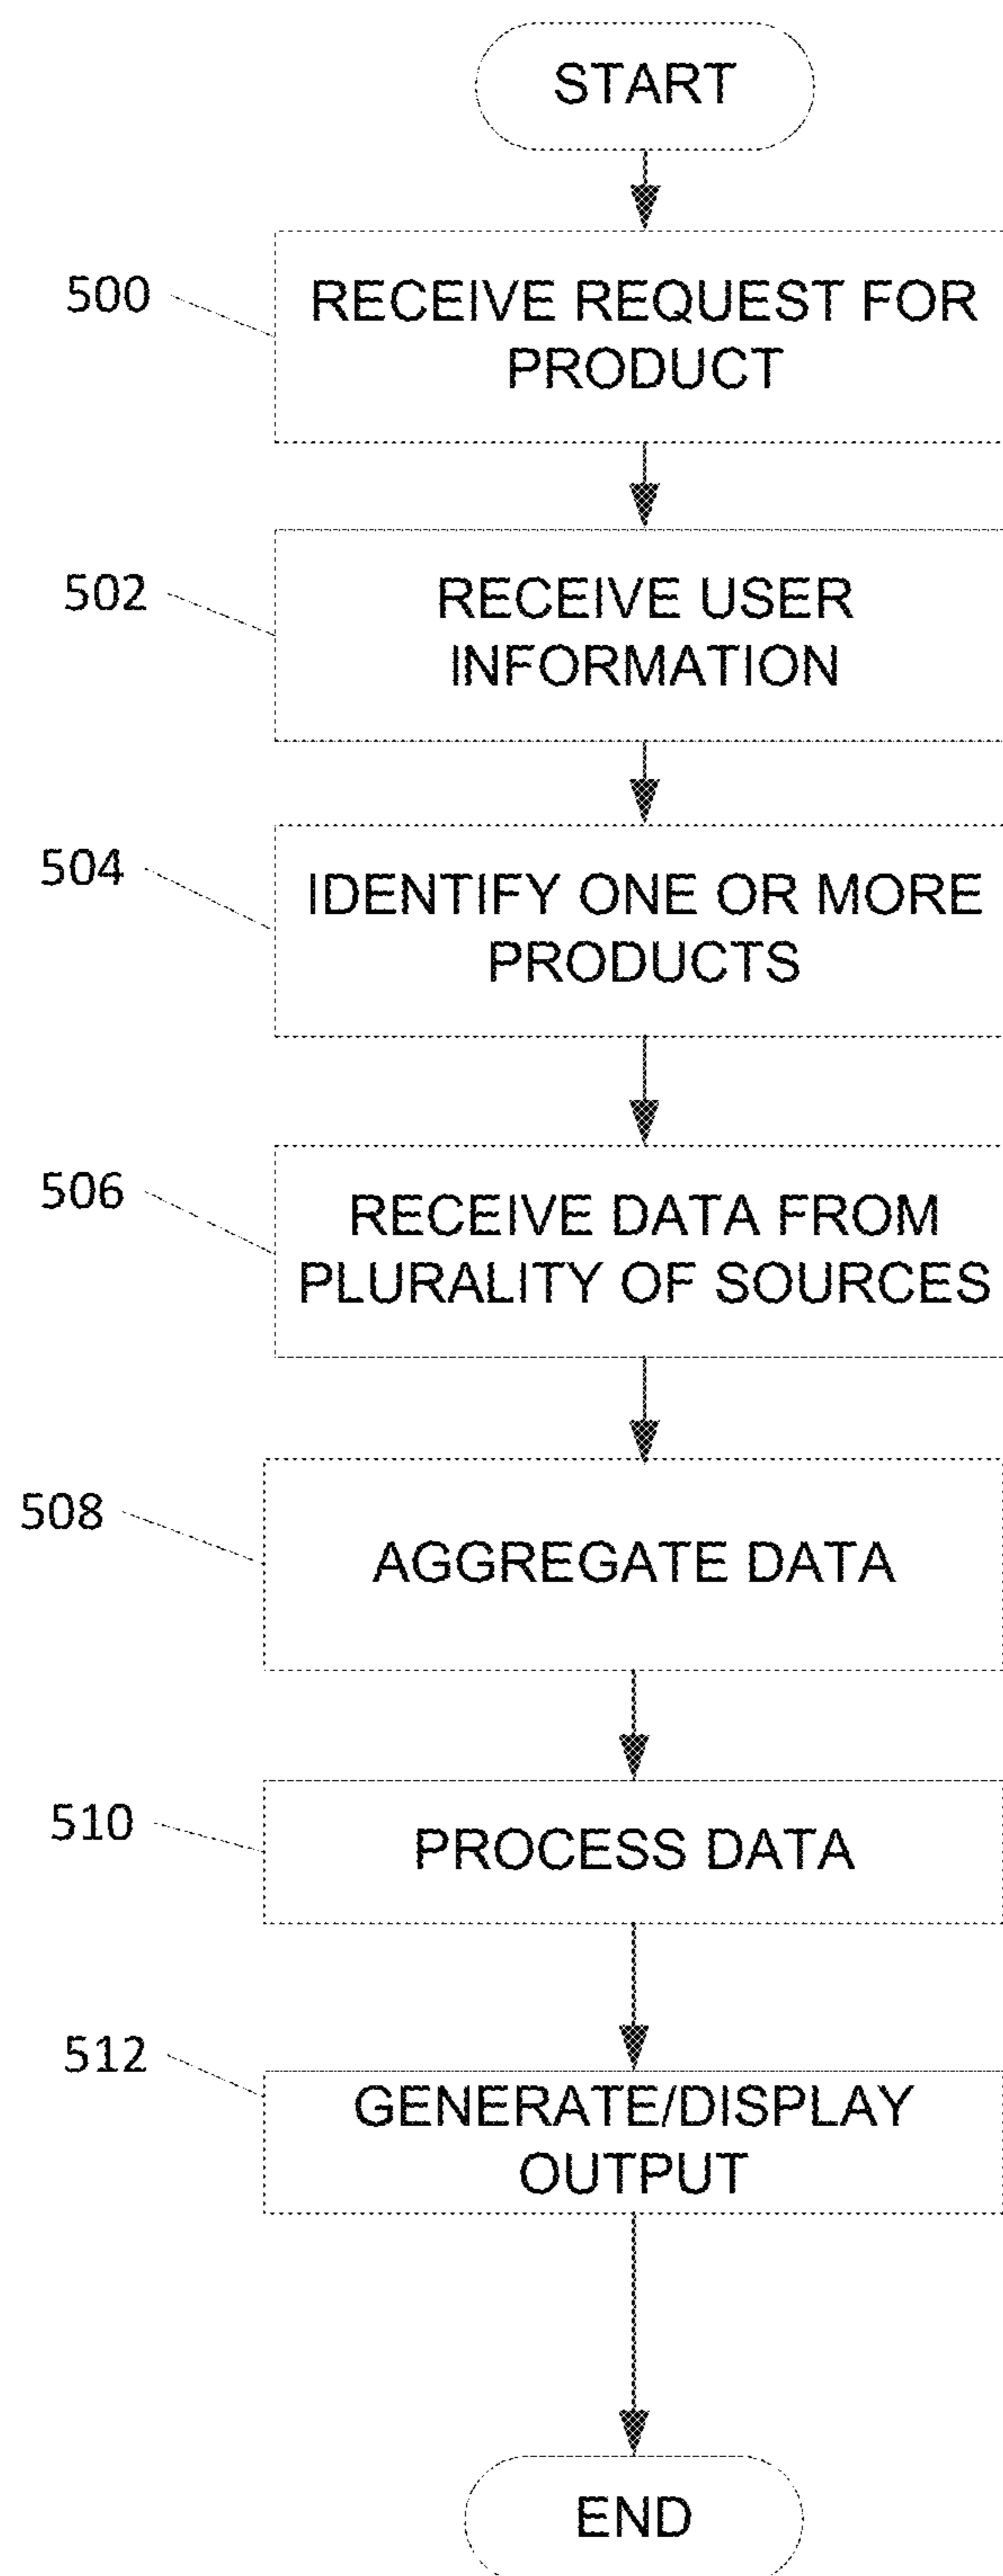 START
500
RECEIVE REQUEST FOR
PRODUCT
502
RECEIVE USER
INFORMATION
504
IDENTIFY ONE OR MORE
PRODUCTS
506
RECEIVE DATA FROM
PLURALITY OF SOURCES
508
AGGREGATE DATA
510
PROCESS DATA
512
GENERATE/DISPLAY
OUTPUT
END